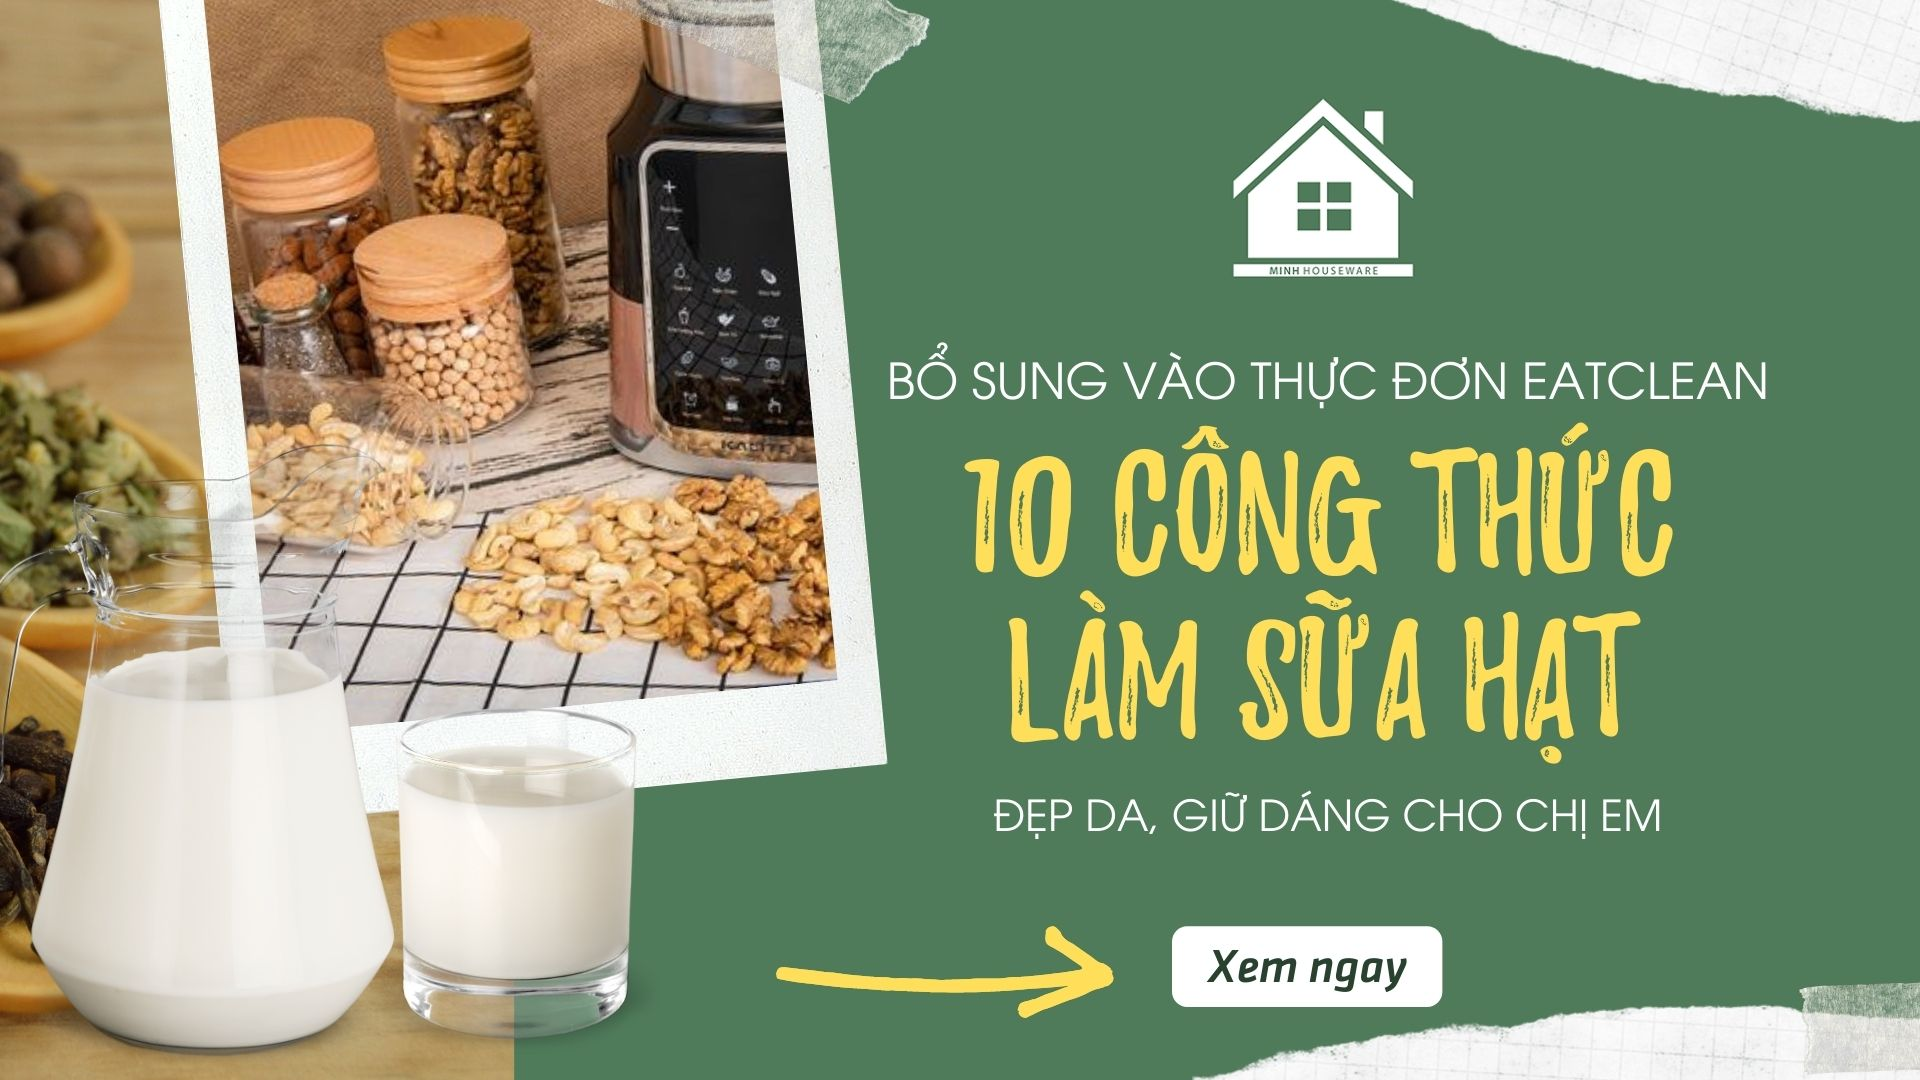 MINH HOUSEWARE
BỔ SUNG VÀO THỰC ĐƠN EATCLEAN
10 CÔNG THỨC
LÀM SỮA HẠT
ĐẸP DA, GIỮ DÁNG CHO CHỊ EM
Xem ngay